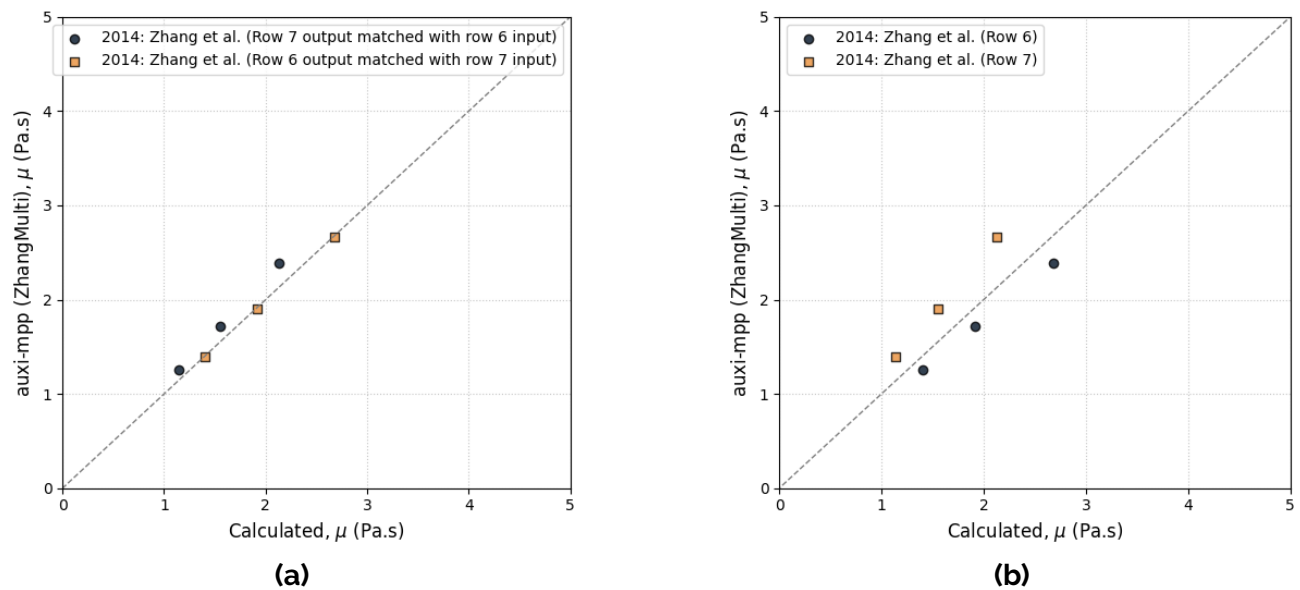 2014: Zhang et al. (Row 7 output matched with row 6 input)
2014: Zhang et al. (Row 6 output matched with row 7 input)
auxi-mpp (ZhangMulti), μ (Pa.s)
5
4
3
2
1
0
0 1 2 3 4 5
Calculated, μ (Pa.s)
(a)
2014: Zhang et al. (Row 6)
2014: Zhang et al. (Row 7)
auxi-mpp (ZhangMulti), μ (Pa.s)
5
4
3
2
1
0
0 1 2 3 4 5
Calculated, μ (Pa.s)
(b)